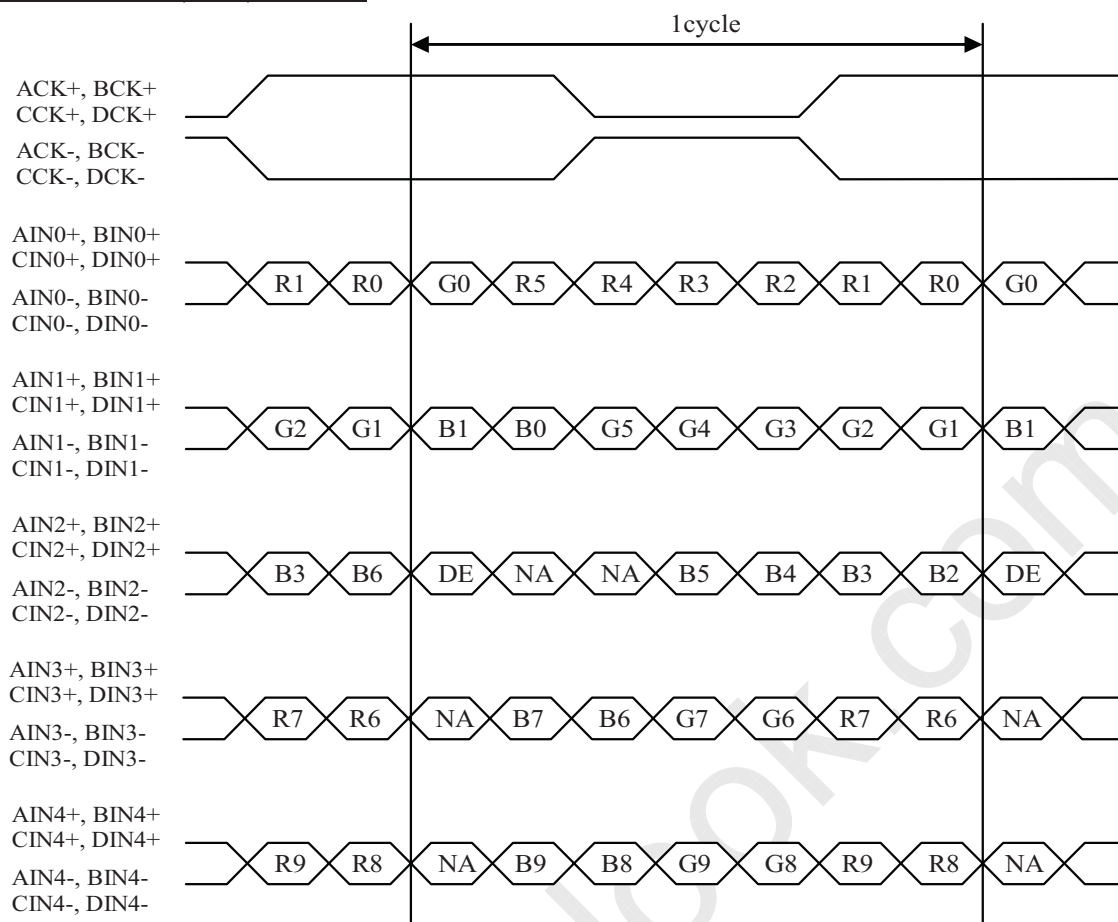 1cycle
ACK+, BCK+
CCK+, DCK+
ACK-, BCK-
CCK-, DCK-
AIN0+, BIN0+
CIN0+, DIN0+
AIN0-, BIN0-
CIN0-, DIN0-
R1 R0 G0 R5 R4 R3 R2 R1 R0 G0
AIN1+, BIN1+
CIN1+, DIN1+
AIN1-, BIN1-
CIN1-, DIN1-
G2 G1 B1 B0 G5 G4 G3 G2 G1 B1
AIN2+, BIN2+
CIN2+, DIN2+
AIN2-, BIN2-
CIN2-, DIN2-
B3 B6 DE NA NA B5 B4 B3 B2 DE
AIN3+, BIN3+
CIN3+, DIN3+
AIN3-, BIN3-
CIN3-, DIN3-
R7 R6 NA B7 B6 G7 G6 R7 R6 NA
AIN4+, BIN4+
CIN4+, DIN4+
AIN4-, BIN4-
CIN4-, DIN4-
R9 R8 NA B9 B8 G9 G8 R9 R8 NA
look.com